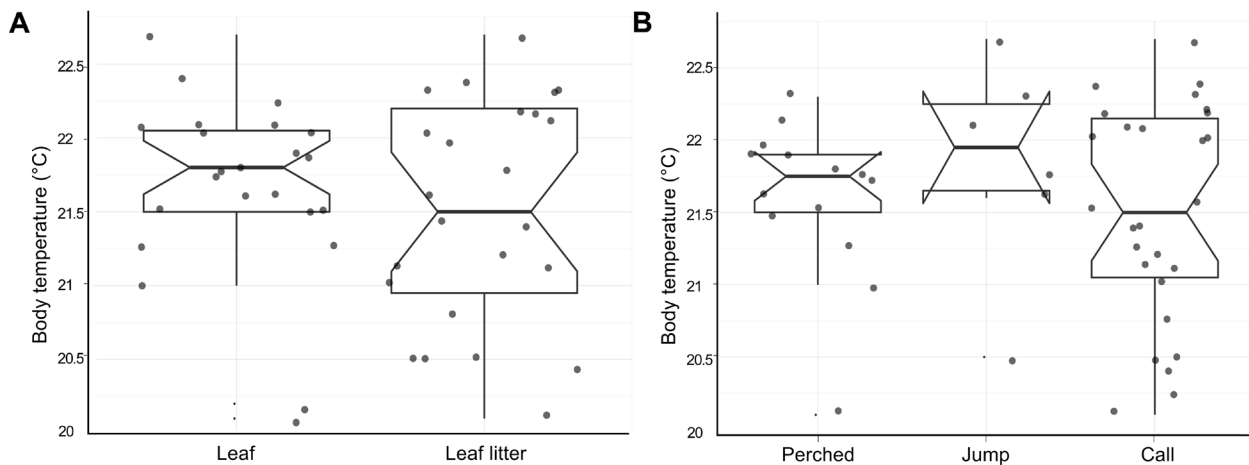 A
Body temperature (°C)
22.5
22
21.5
21
20.5
20
Leaf
Leaf litter
B
Body temperature (°C)
22.5
22
21.5
21
20.5
20
Perched
Jump
Call